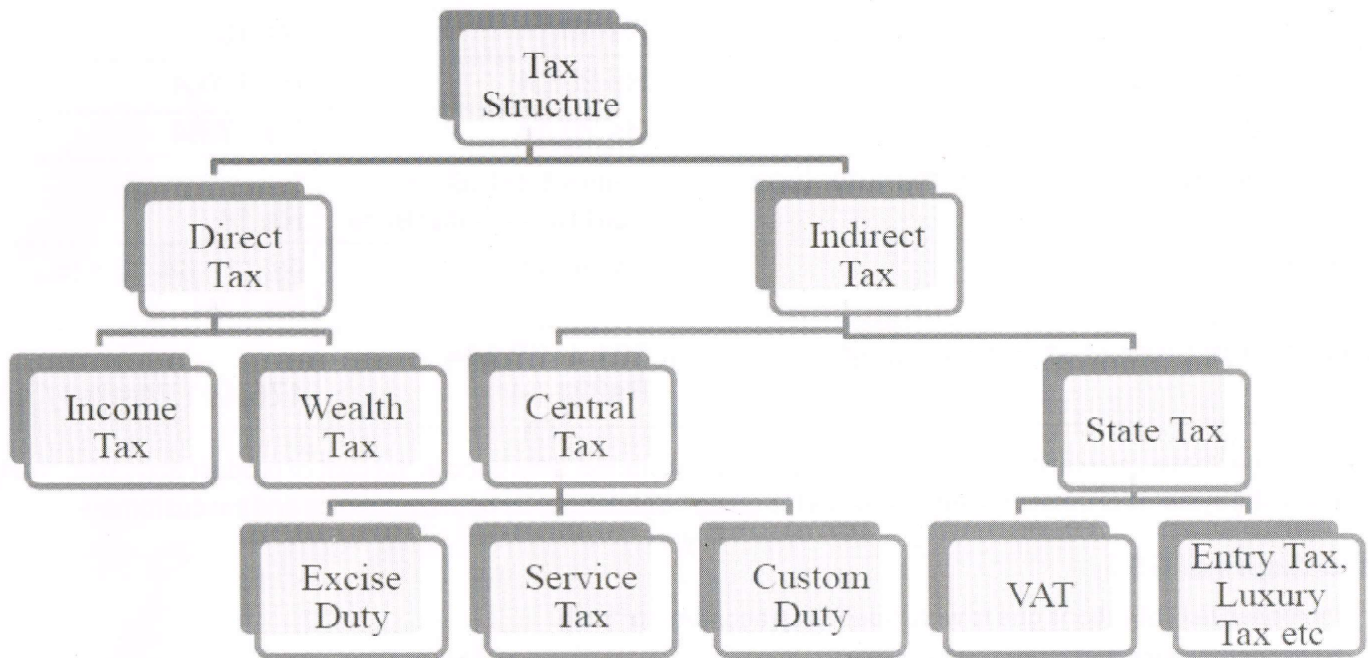 Tax
Structure
Direct
Tax
Indirect
Tax
Income
Tax
Wealth
Tax
Central
Tax
State Tax
Excise
Duty
Service
Tax
Custom
Duty
VAT
Entry Tax,
Luxury
Tax etc